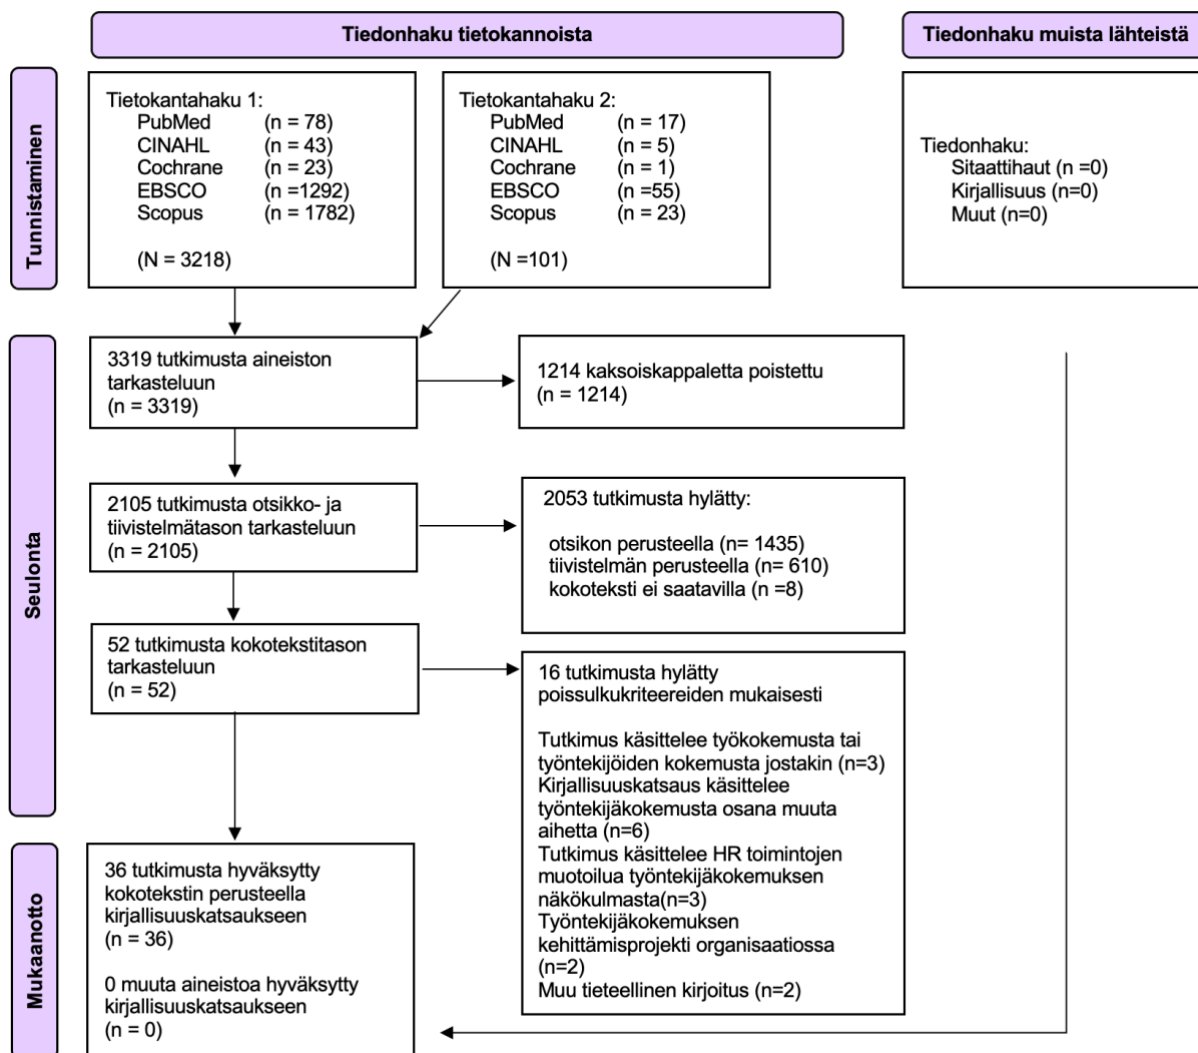 Tiedonhaku tietokannoista
Tiedonhaku muista lähteistä
Tunnistaminen
Tietokantahaku 1:
PubMed (n = 78)
CINAHL (n = 43)
Cochrane (n = 23)
EBSCO (n =1292)
Scopus (n = 1782)
(N = 3218)
Tietokantahaku 2:
PubMed (n = 17)
CINAHL (n = 5)
Cochrane (n = 1)
EBSCO (n =55)
Scopus (n = 23)
(N =101)
Tiedonhaku:
Sitaattihaut (n =0)
Kirjallisuus (n=0)
Muut (n=0)
Seulonta
3319 tutkimusta aineiston
tarkasteluun
(n = 3319)
1214 kaksoiskappaletta poistettu
(n = 1214)
2105 tutkimusta otsikko- ja
tiivistelmätason tarkasteluun
(n = 2105)
2053 tutkimusta hylätty:
otsikon perusteella (n= 1435)
tiivistelmän perusteella (n= 610)
kokoteksti ei saatavilla (n =8)
52 tutkimusta kokotekstitason
tarkasteluun
(n = 52)
16 tutkimusta hylätty
poissulkukriteereiden mukaisesti
Tutkimus käsittelee työkokemusta tai
työntekijöiden kokemusta jostakin (n=3)
Kirjallisuuskatsaus käsittelee
työntekijäkokemusta osana muuta
aihetta (n=6)
Tutkimus käsittelee HR toimintojen
muotoilua työntekijäkokemuksen
näkökulmasta(n=3)
Työntekijäkokemuksen
kehittämisprojekti organisaatiossa
(n=2)
Muu tieteellinen kirjoitus (n=2)
Mukaanotto
36 tutkimusta hyväksytty
kokotekstin perusteella
kirjallisuuskatsaukseen
(n = 36)
0 muuta aineistoa hyväksytty
kirjallisuuskatsaukseen
(n = 0)